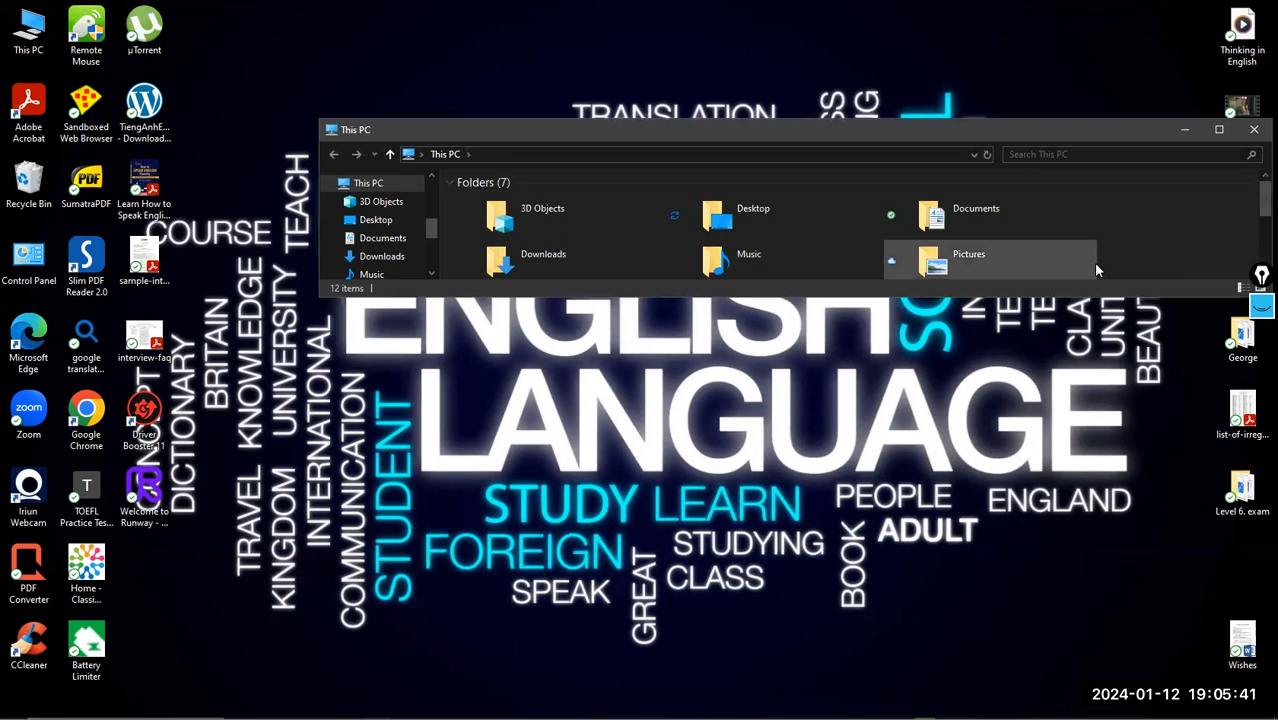 This PC
Remote
Mouse
µTorrent
Thinking in
English
Adobe
Acrobat
Sandboxed
Web Browser
TiengAnhE...
- Download...
Recycle Bin
SumatraPDF
Learn How to
Speak Engli...
Control Panel
Slim PDF
Reader 2.0
sample-int...
Microsoft
Edge
google
translat...
interview-faq
Zoom
Google
Chrome
Driver
Booster 11
Iriun
Webcam
TOEFL
Practice Tes...
Welcome to
Runway -...
PDF
Converter
Home -
Classi...
CCleaner
Battery
Limiter
George
list-of-irreg...
Level 6. exam
Wishes
This PC
This PC
Search This PC
This PC
3D Objects
Desktop
Documents
Downloads
Music
Folders (7)
3D Objects
Desktop
Documents
Downloads
Music
Pictures
12 items
TRANSLATION
COURSE
TEACH
ENGLISH
LANGUAGE
BRITAIN
KNOWLEDGE
UNIVERSITY
INTERNATIONAL
DICTIONARY
TRAVEL
KINGDOM
COMMUNICATION
STUDENT
STUDY
LEARN
PEOPLE
ENGLAND
FOREIGN
STUDYING
ADULT
SPEAK
GREAT
CLASS
BOOK
2024-01-12 19:05:41